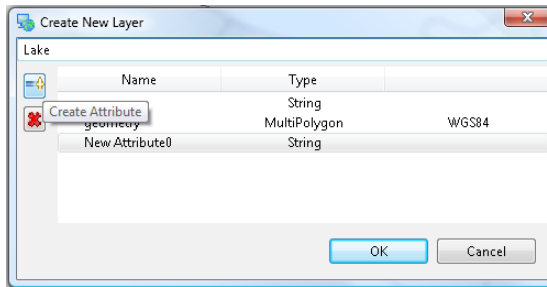 Create New Layer
Lake
Name Type
String
Create Attribute
geometry MultiPolygon WGS84
New Attribute0 String
OK Cancel